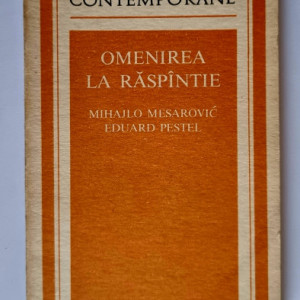 CONTEMPORANE
OMENIREA
LA RĂSPÎNTIE
MIHAJLO MESAROVIĆ
EDUARD PESTEL